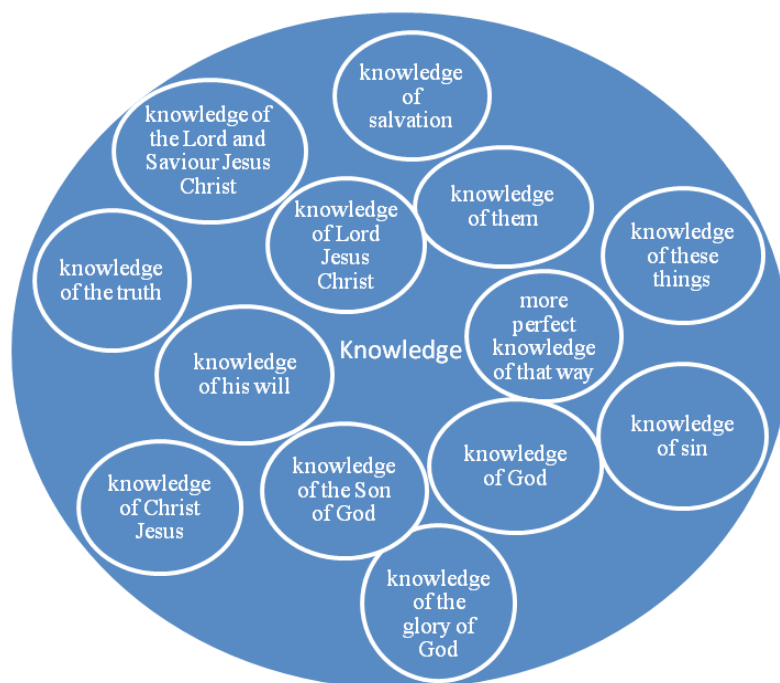 knowledge
of
salvation
knowledge of
the Lord and
Saviour Jesus
Christ
knowledge
of them
knowledge
of Lord
Jesus
Christ
knowledge
of these
things
knowledge
of the truth
more
perfect
knowledge
of that way
Knowledge
knowledge
of his will
knowledge
of sin
knowledge
of God
knowledge
of the Son
of God
knowledge
of Christ
Jesus
knowledge
of the
glory of
God